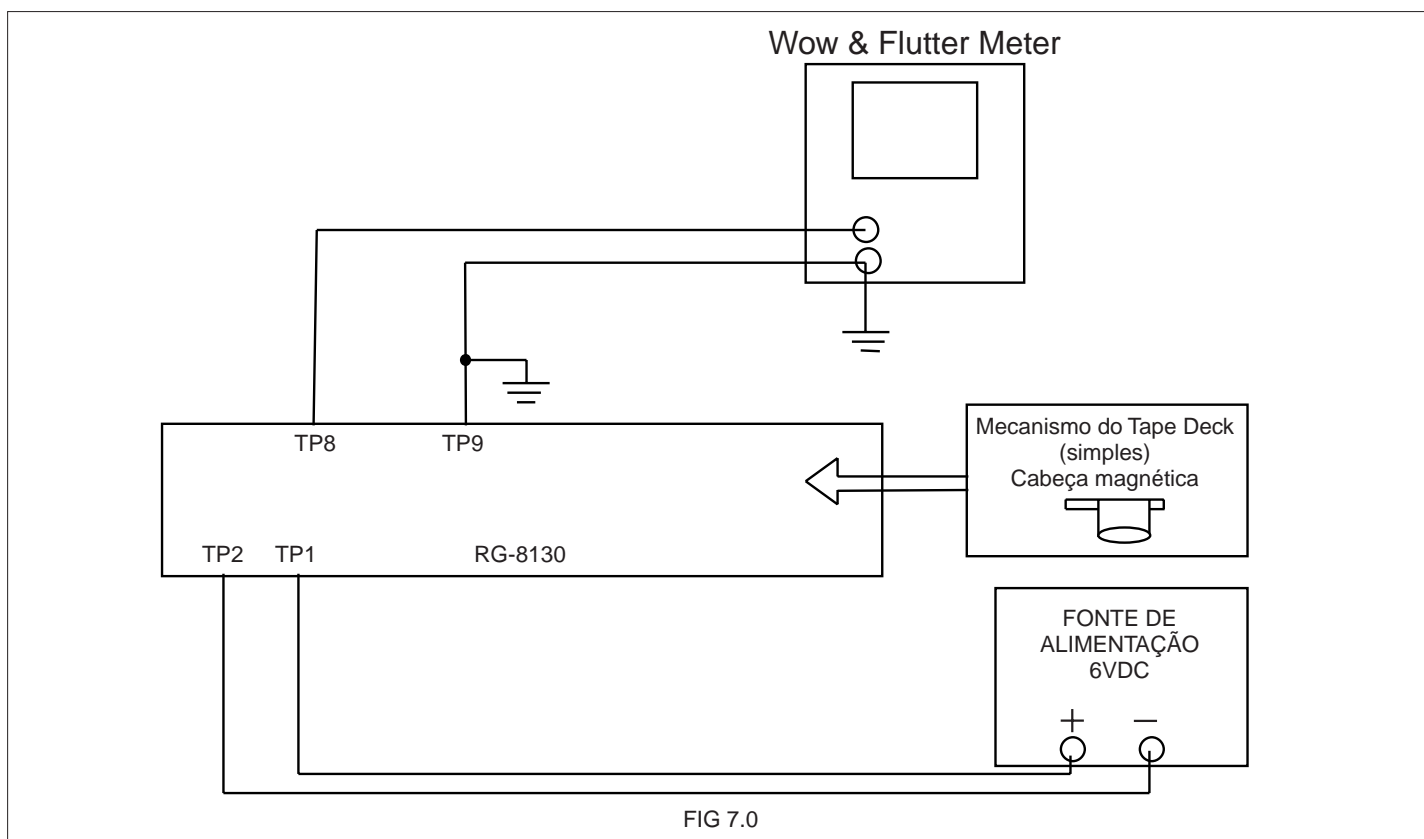 Wow & Flutter Meter
TP8
TP9
Mecanismo do Tape Deck
(simples)
Cabeça magnética
TP2
TP1
RG-8130
FONTE DE
ALIMENTAÇÃO
6VDC
+
−
FIG 7.0